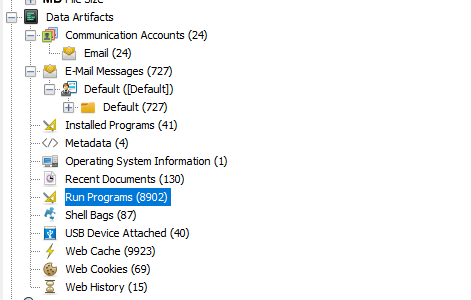 MB File Size
Data Artifacts
Communication Accounts (24)
Email (24)
E-Mail Messages (727)
Default ([Default])
Default (727)
Installed Programs (41)
Metadata (4)
Operating System Information (1)
Recent Documents (130)
Run Programs (8902)
Shell Bags (87)
USB Device Attached (40)
Web Cache (9923)
Web Cookies (69)
Web History (15)